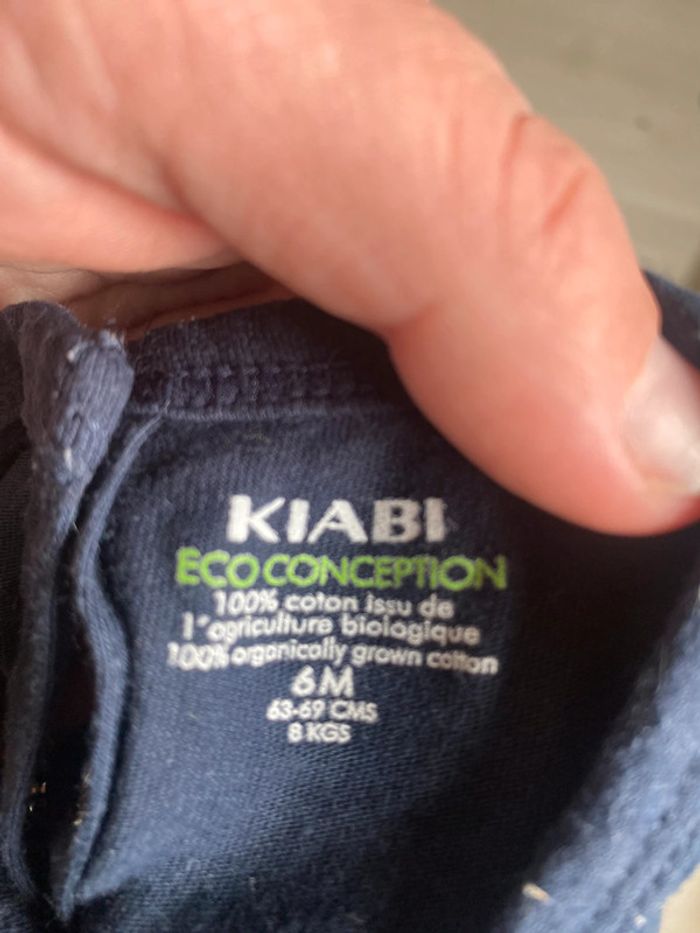 KIABI
ECO CONCEPTION
100% coton issu de
l'agriculture biologique
100% organically grown cotton
6M
63-69 CMS
8 KGS